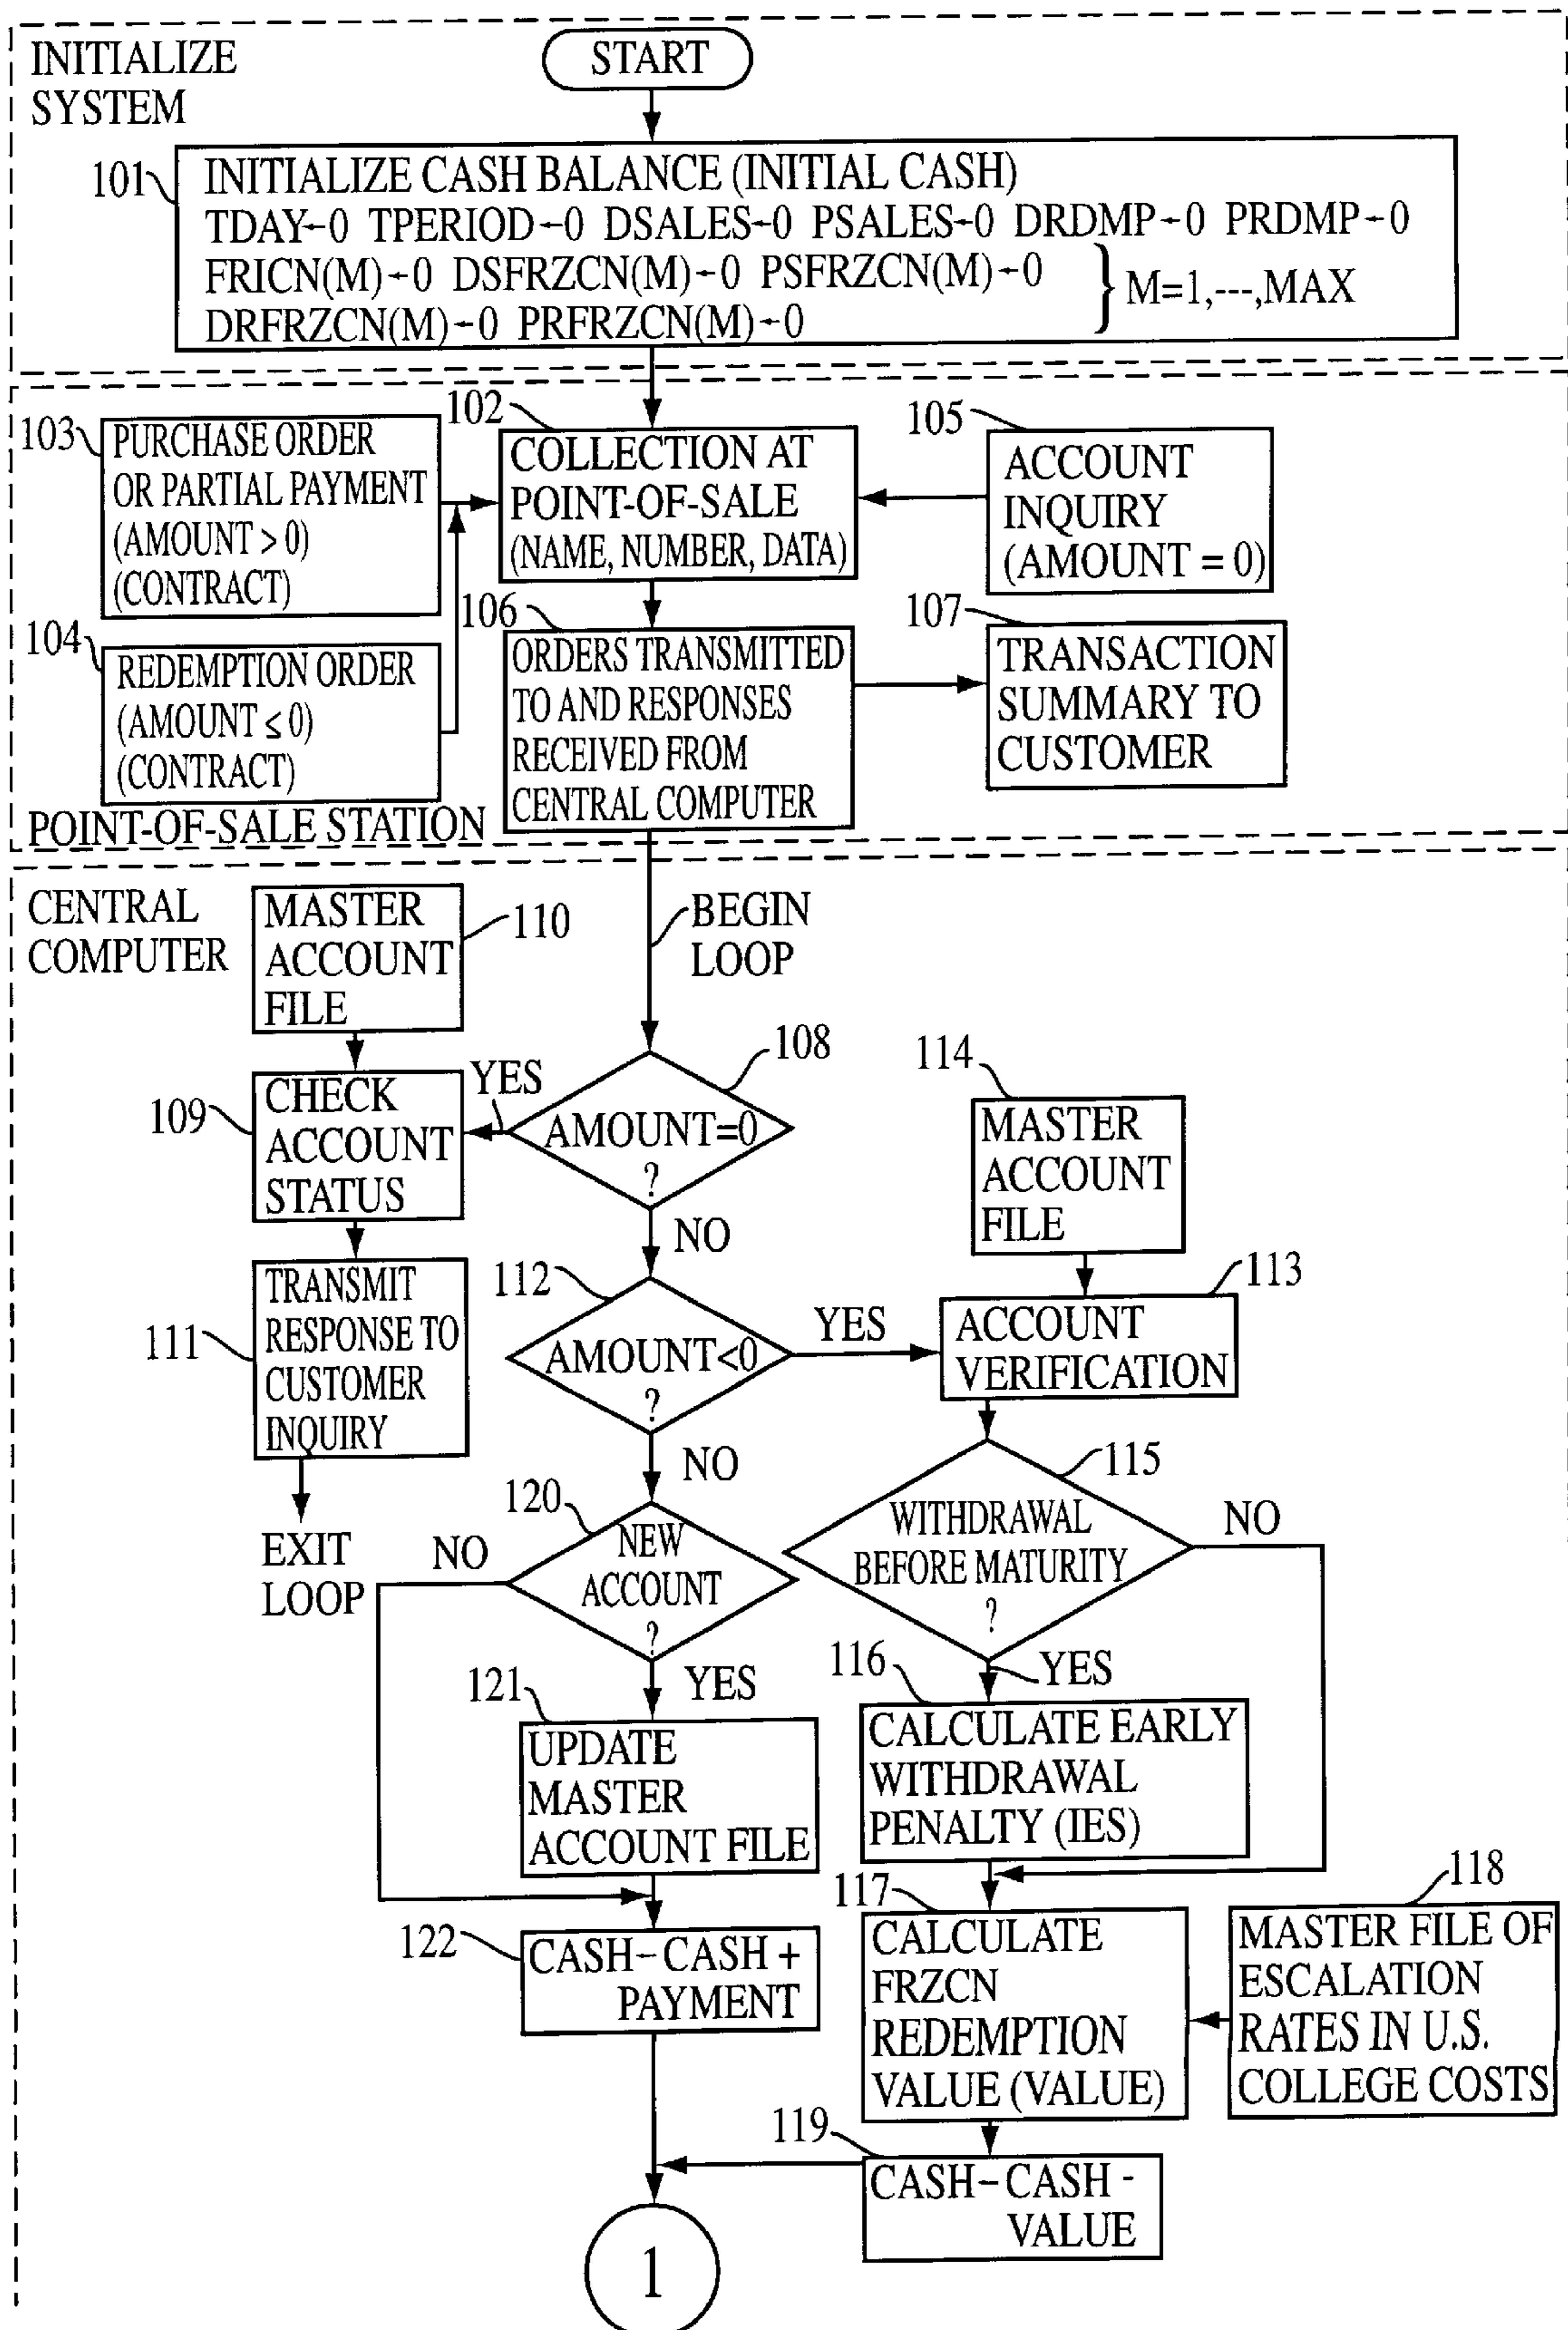 INITIALIZE
SYSTEM
START
101
INITIALIZE CASH BALANCE (INITIAL CASH)
TDAY←0 TPERIOD←0 DSALES←0 PSALES←0 DRDMP←0 PRDMP←0
FRICN(M)←0 DSFRZCN(M)←0 PSFRZCN(M)←0
DRFRZCN(M)←0 PRFRZCN(M)←0
} M=1,---,MAX
103
PURCHASE ORDER
OR PARTIAL PAYMENT
(AMOUNT > 0)
(CONTRACT)
102
COLLECTION AT
POINT-OF-SALE
(NAME, NUMBER, DATA)
105
ACCOUNT
INQUIRY
(AMOUNT = 0)
104
REDEMPTION ORDER
(AMOUNT ≤ 0)
(CONTRACT)
106
ORDERS TRANSMITTED
TO AND RESPONSES
RECEIVED FROM
CENTRAL COMPUTER
107
TRANSACTION
SUMMARY TO
CUSTOMER
POINT-OF-SALE STATION
CENTRAL
COMPUTER
MASTER
ACCOUNT
FILE
110
BEGIN
LOOP
109
CHECK
ACCOUNT
STATUS
YES
108
AMOUNT=0
?
NO
114
MASTER
ACCOUNT
FILE
111
TRANSMIT
RESPONSE TO
CUSTOMER
INQUIRY
EXIT
LOOP
112
AMOUNT<0
?
YES
NO
113
ACCOUNT
VERIFICATION
120
NEW
ACCOUNT
?
NO
YES
115
WITHDRAWAL
BEFORE MATURITY
?
NO
YES
121
UPDATE
MASTER
ACCOUNT FILE
116
CALCULATE EARLY
WITHDRAWAL
PENALTY (IES)
122
CASH– CASH +
PAYMENT
117
CALCULATE
FRZCN
REDEMPTION
VALUE (VALUE)
118
MASTER FILE OF
ESCALATION
RATES IN U.S.
COLLEGE COSTS
119
CASH– CASH -
VALUE
1